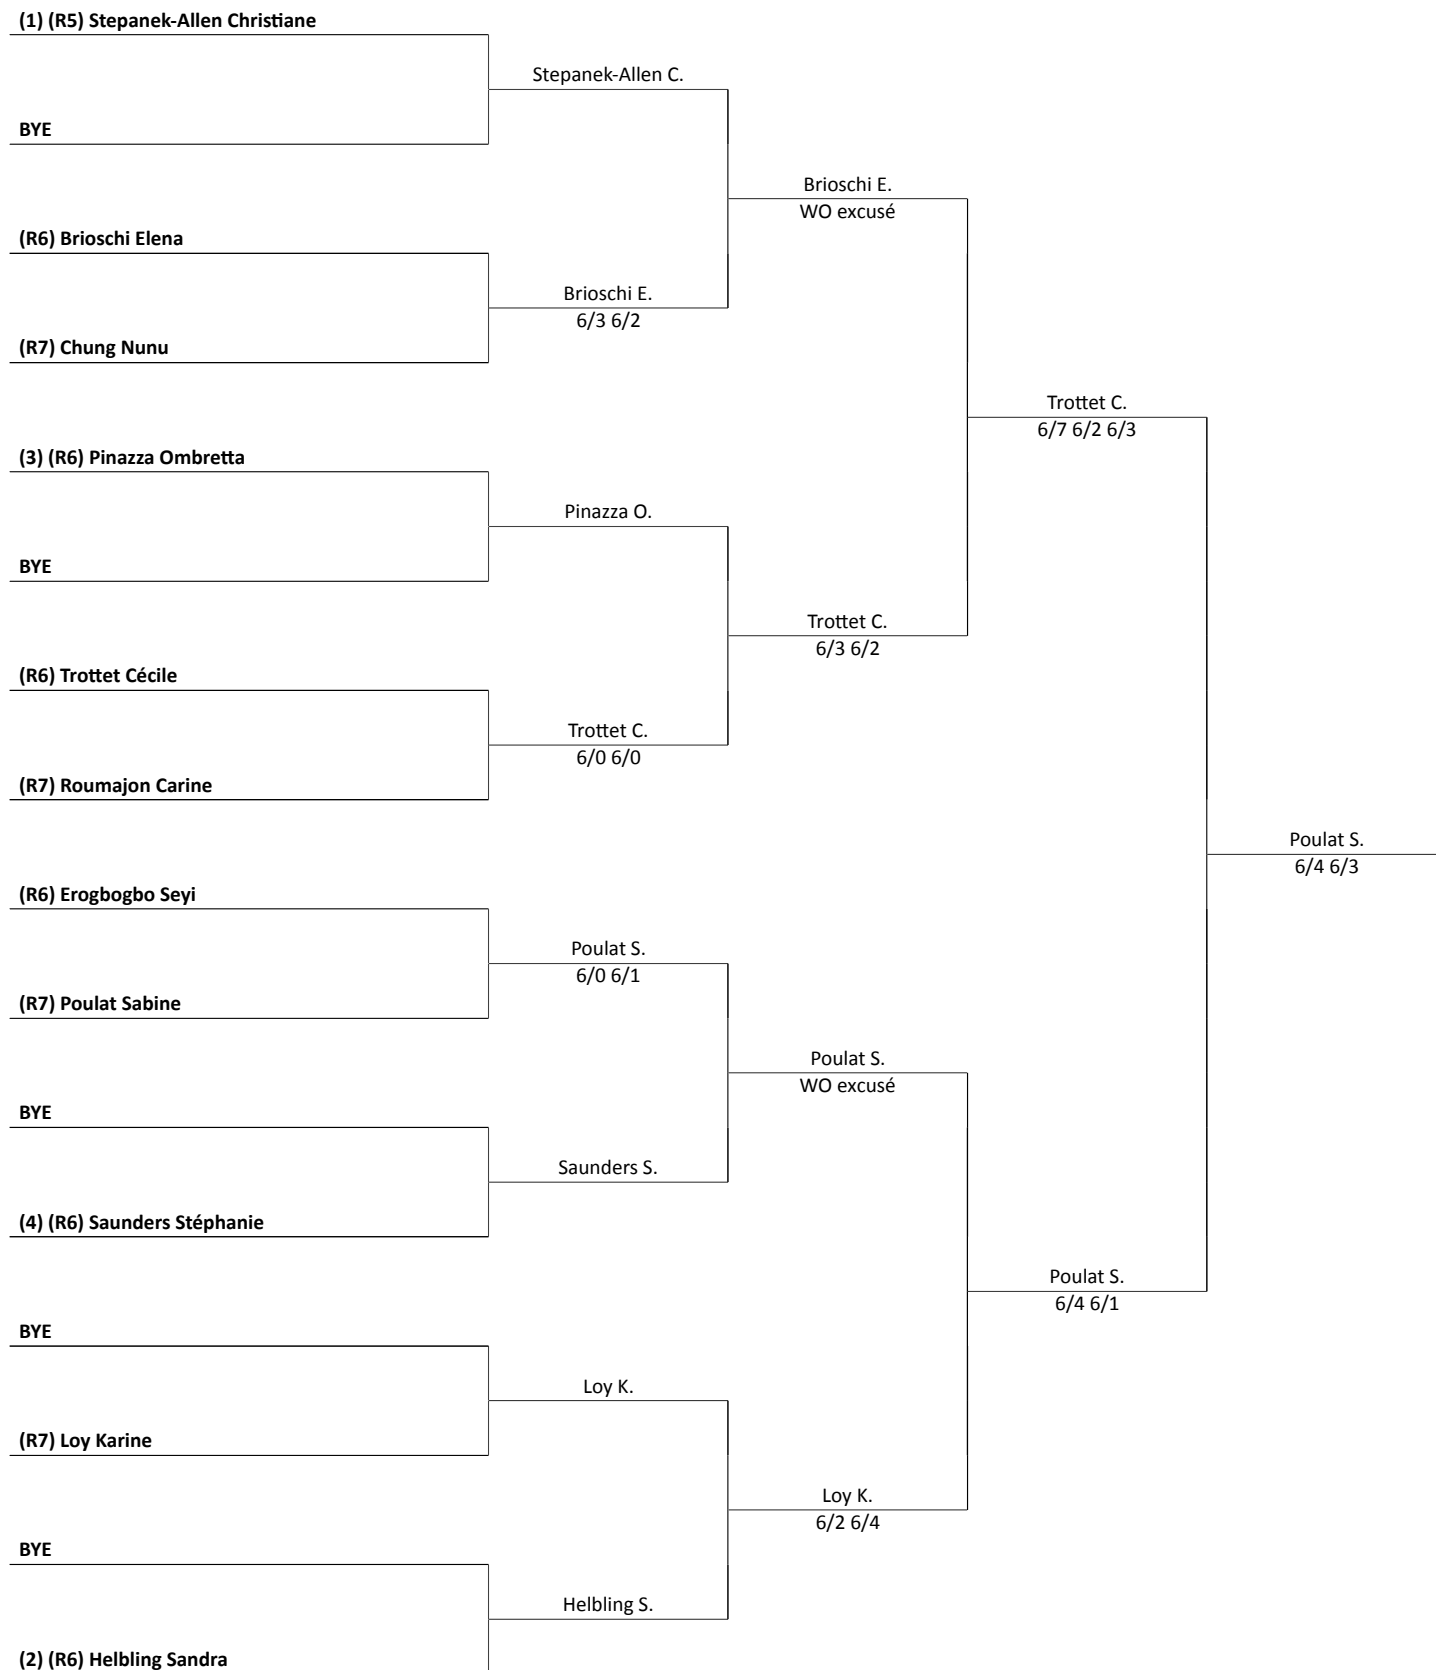 (1) (R5) Stepanek-Allen Christiane
Stepanek-Allen C.
BYE
Brioschi E.
WO excusé
(R6) Brioschi Elena
Brioschi E.
6/3 6/2
(R7) Chung Nunu
Trottet C.
6/7 6/2 6/3
(3) (R6) Pinazza Ombretta
Pinazza O.
BYE
Trottet C.
6/3 6/2
(R6) Trottet Cécile
Trottet C.
6/0 6/0
(R7) Roumajon Carine
Poulat S.
6/4 6/3
(R6) Erogbogbo Seyi
Poulat S.
6/0 6/1
(R7) Poulat Sabine
Poulat S.
WO excusé
BYE
Saunders S.
(4) (R6) Saunders Stéphanie
Poulat S.
6/4 6/1
BYE
Loy K.
(R7) Loy Karine
Loy K.
6/2 6/4
BYE
Helbling S.
(2) (R6) Helbling Sandra